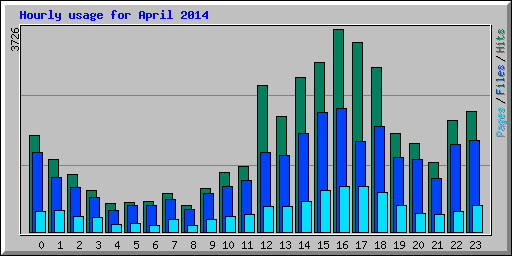 Hourly usage for April 2014
3726
Pages / Files / Hits
0 1 2 3 4 5 6 7 8 9 10 11 12 13 14 15 16 17 18 19 20 21 22 23